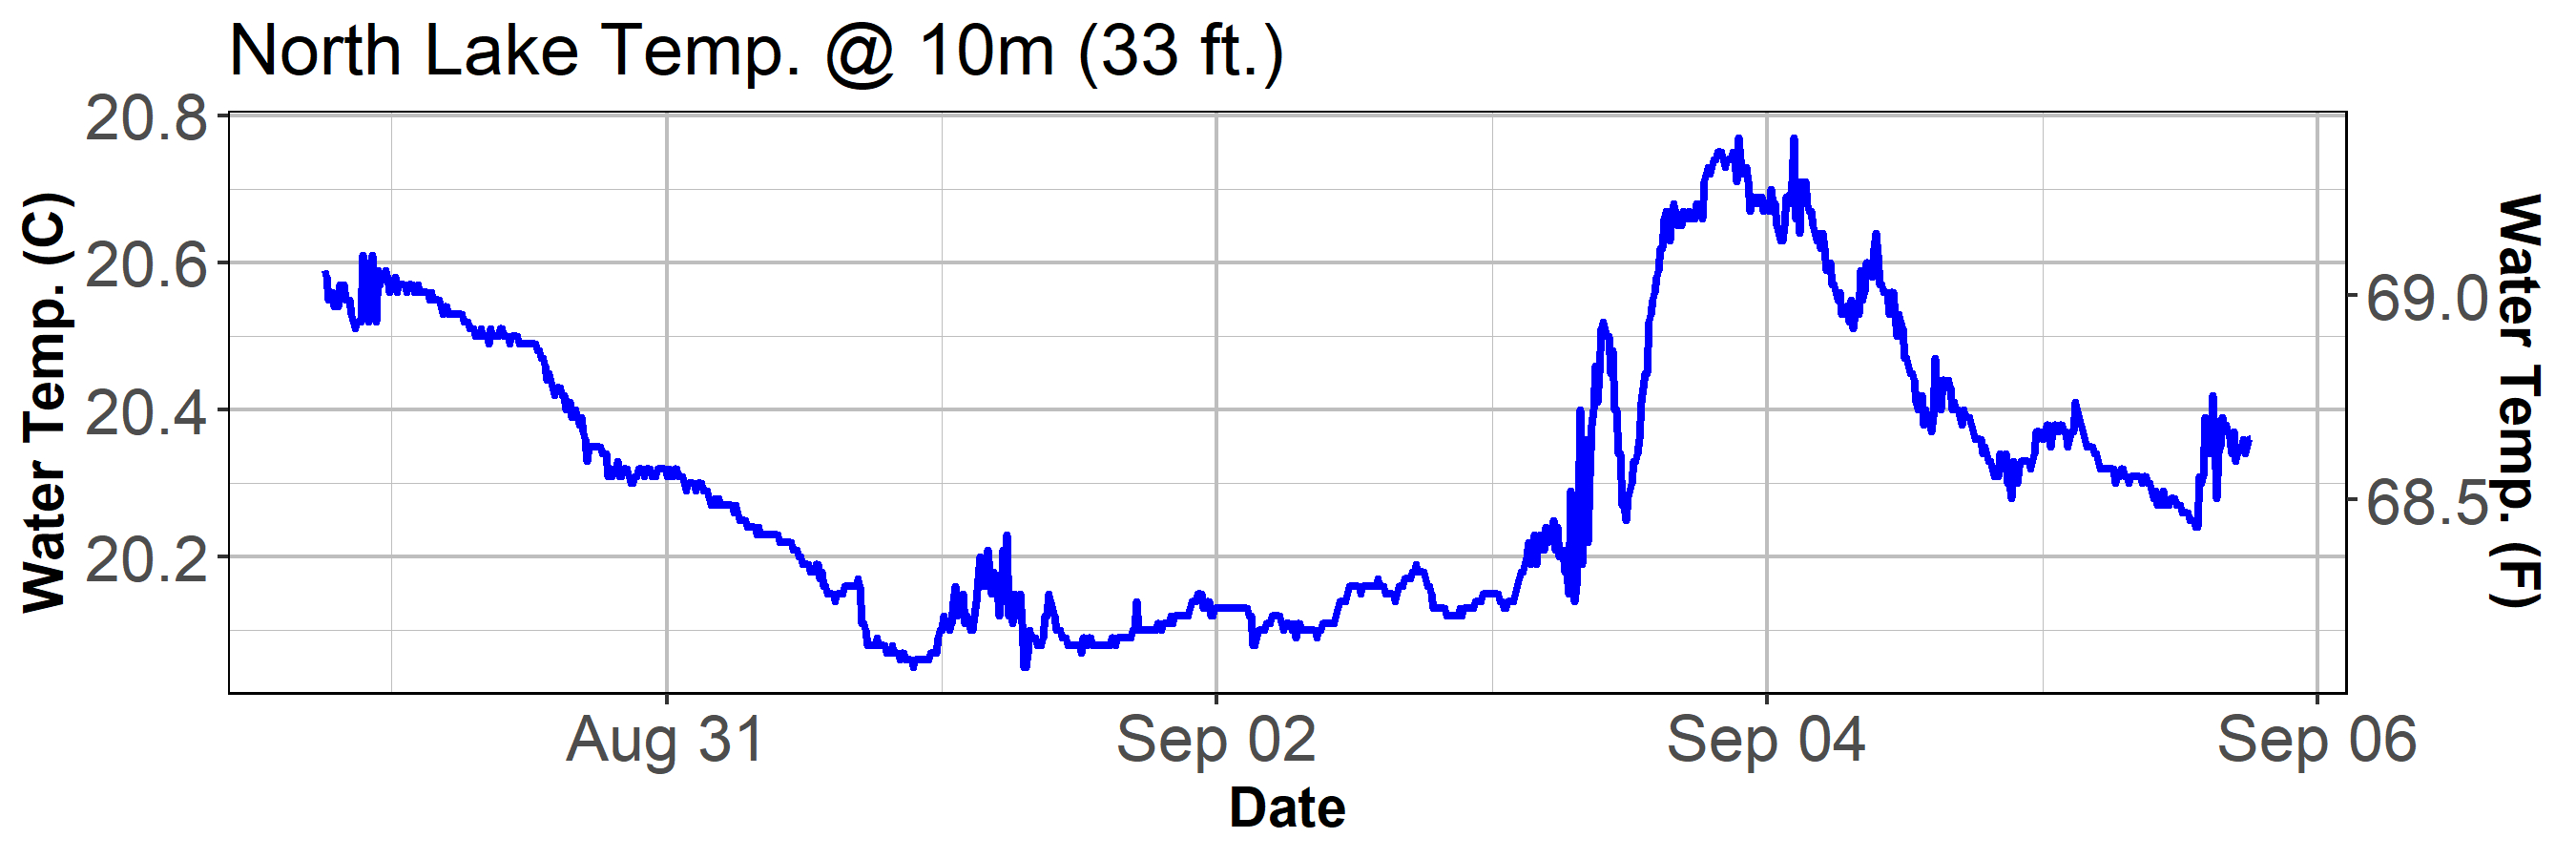 North Lake Temp. @ 10m (33 ft.)
Water Temp. (C)
20.8
20.6
20.4
20.2
69.0
68.5
Water Temp. (F)
Aug 31
Sep 02
Sep 04
Sep 06
Date